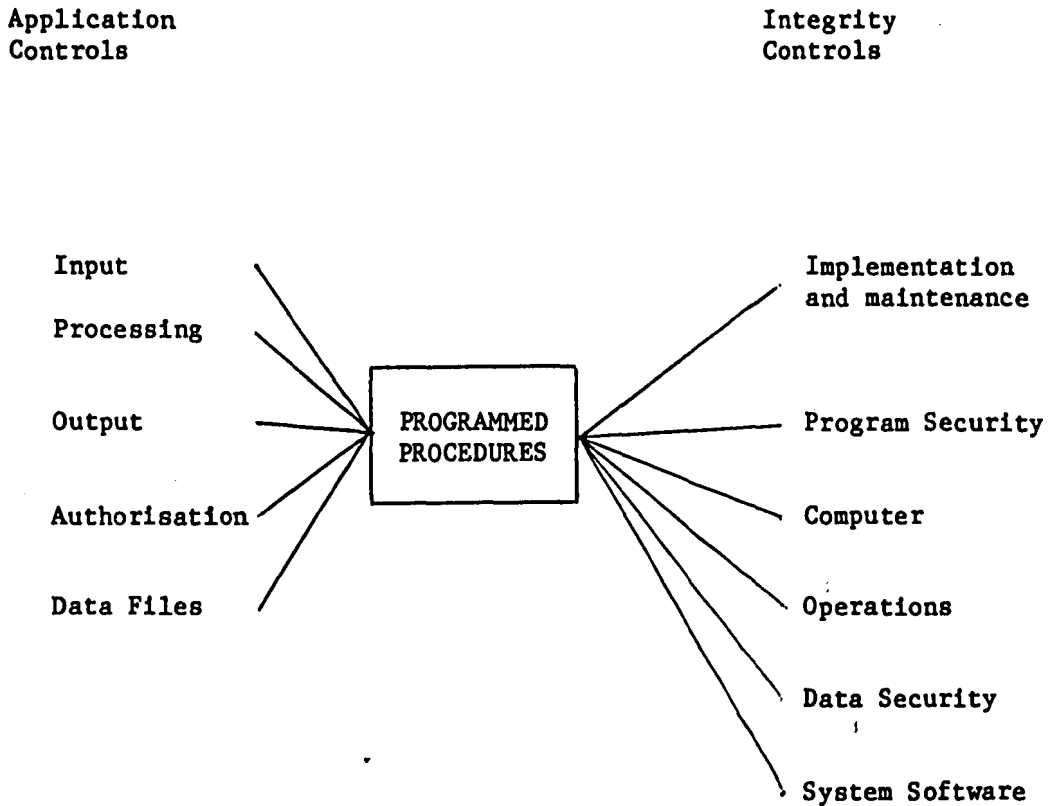 Application
Controls
Integrity
Controls
Input
Processing
Output
Authorisation
Data Files
PROGRAMMED
PROCEDURES
Implementation
and maintenance
Program Security
Computer
Operations
Data Security
System Software